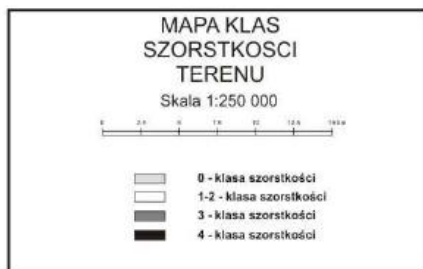 MAPA KLAS
SZORSTKOSCI
TERENU
Skala 1:250 000
0 - klasa szorstkości
1-2 - klasa szorstkości
3 - klasa szorstkości
4 - klasa szorstkości